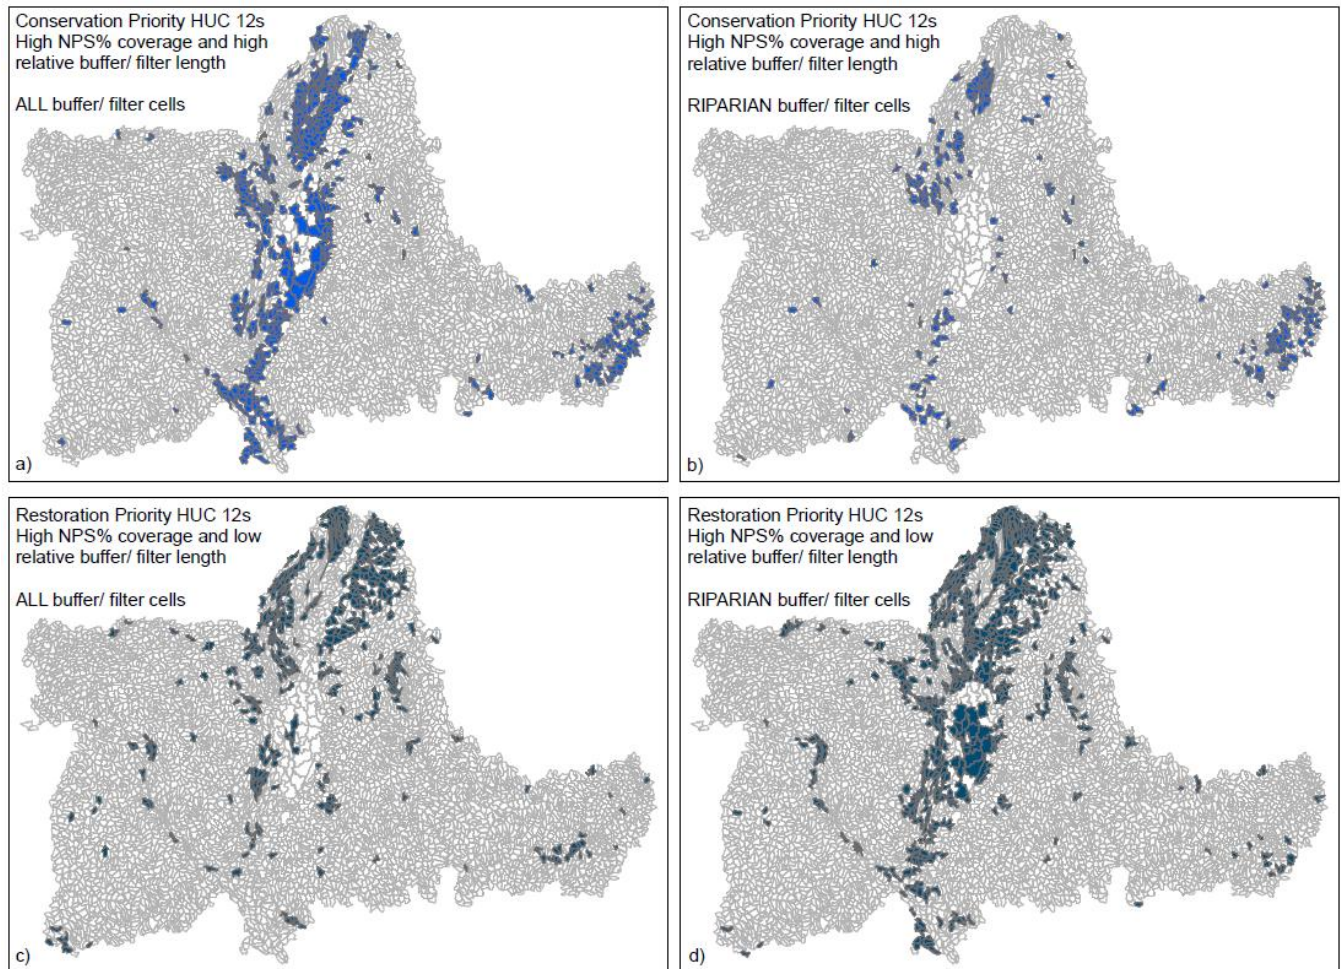 Conservation Priority HUC 12s
High NPS% coverage and high
relative buffer/ filter length
ALL buffer/ filter cells
a)
Conservation Priority HUC 12s
High NPS% coverage and high
relative buffer/ filter length
RIPARIAN buffer/ filter cells
b)
Restoration Priority HUC 12s
High NPS% coverage and low
relative buffer/ filter length
ALL buffer/ filter cells
c)
Restoration Priority HUC 12s
High NPS% coverage and low
relative buffer/ filter length
RIPARIAN buffer/ filter cells
d)